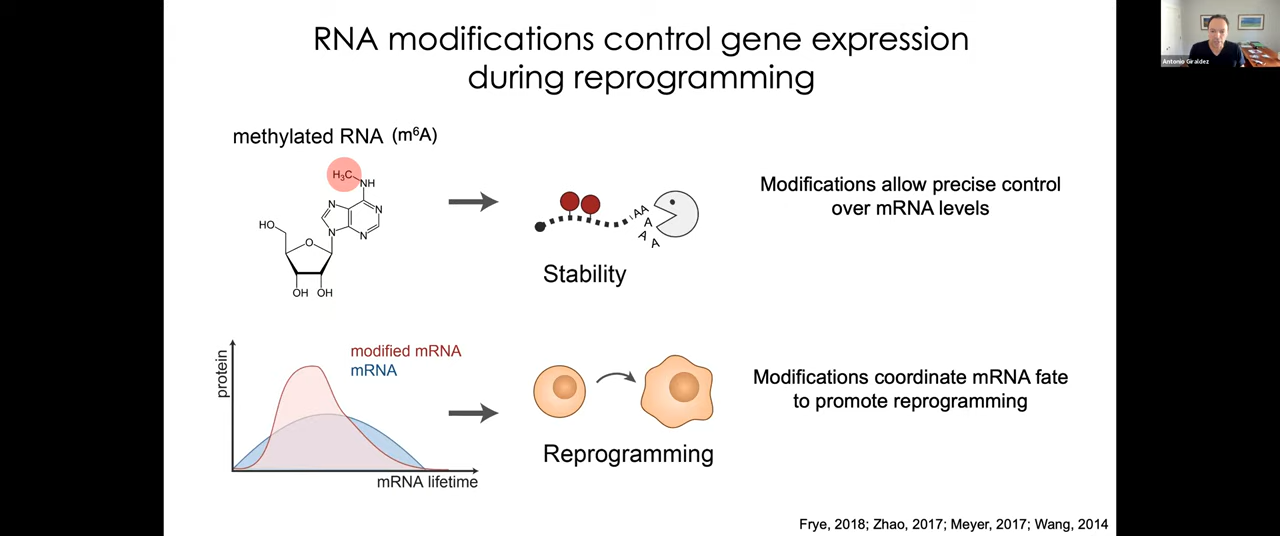 RNA modifications control gene expression
during reprogramming
Antonio Giraldez
methylated RNA (m⁶A)
H₃C
NH
N
N
N
N
HO
O
OH
OH
AA
A
A
A
Stability
Modifications allow precise control
over mRNA levels
protein
modified mRNA
mRNA
mRNA lifetime
Reprogramming
Modifications coordinate mRNA fate
to promote reprogramming
Frye, 2018; Zhao, 2017; Meyer, 2017; Wang, 2014